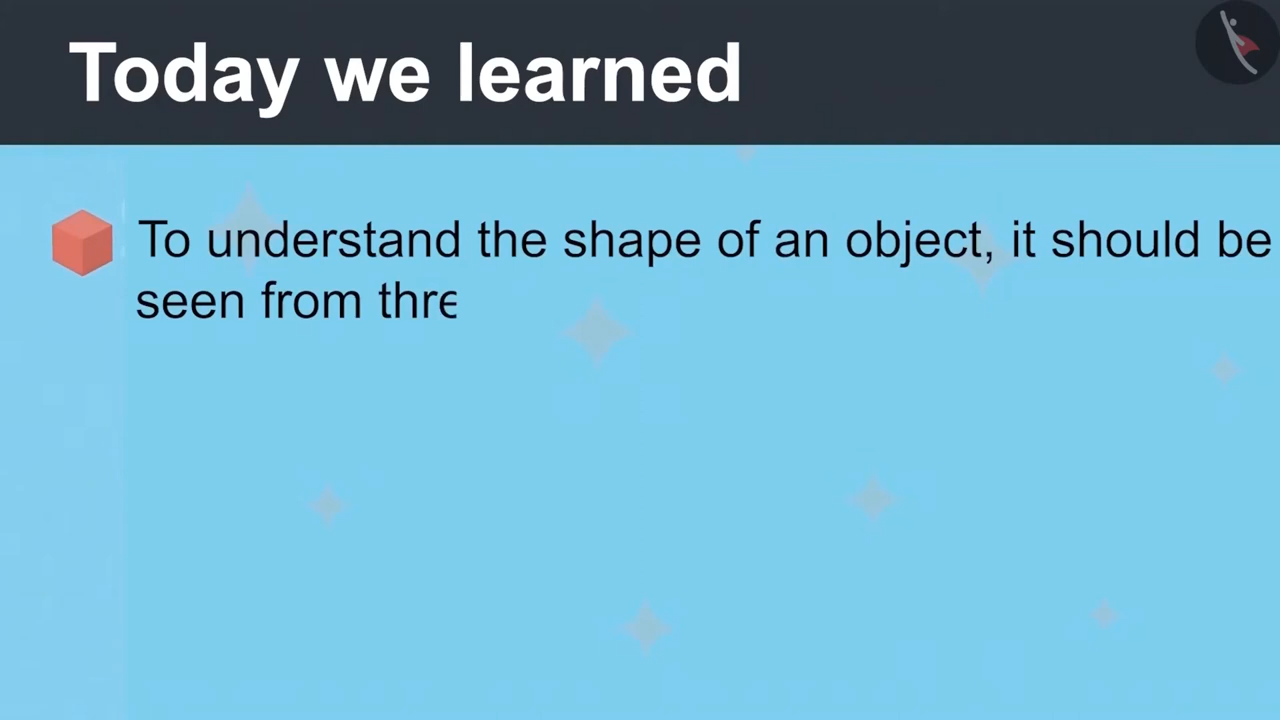 Today we learned
To understand the shape of an object, it should be
seen from thre